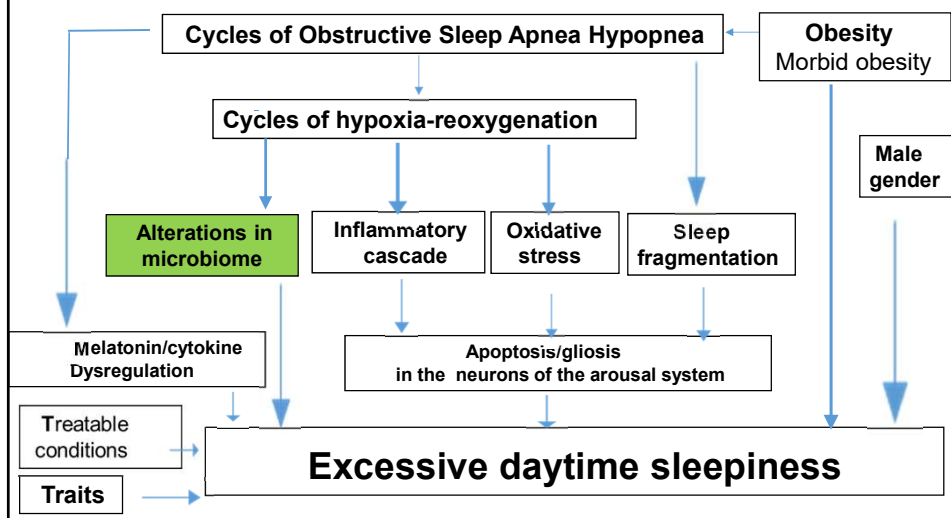 Cycles of Obstructive Sleep Apnea Hypopnea
Obesity
Morbid obesity
Cycles of hypoxia-reoxygenation
Male
gender
Alterations in
microbiome
Inflammatory
cascade
Oxidative
stress
Sleep
fragmentation
Melatonin/cytokine
Dysregulation
Apoptosis/gliosis
in the neurons of the arousal system
Treatable
conditions
Excessive daytime sleepiness
Traits